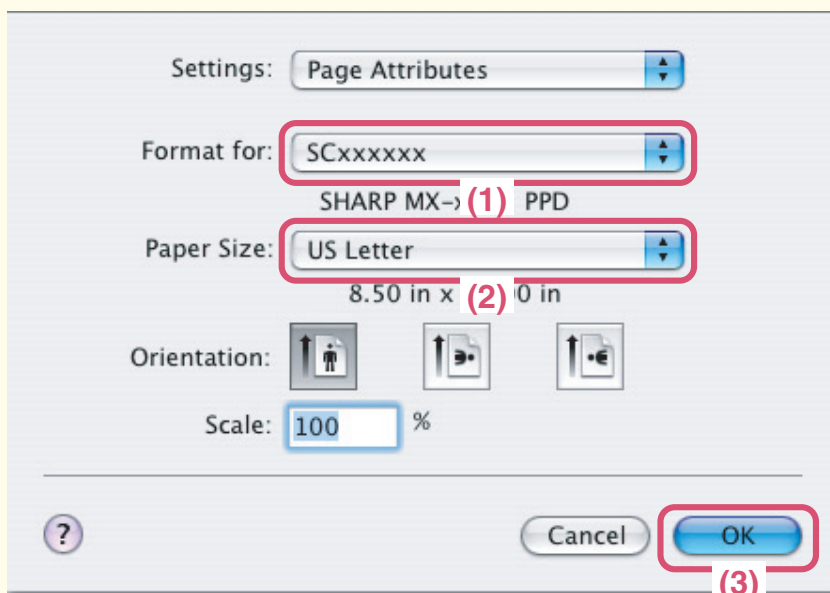 Settings: Page Attributes
Format for: SCxxxxxx
SHARP MX- (1) PPD
Paper Size: US Letter
8.50 in x (2) 0 in
Orientation:
Scale: 100 %
? Cancel OK
(3)